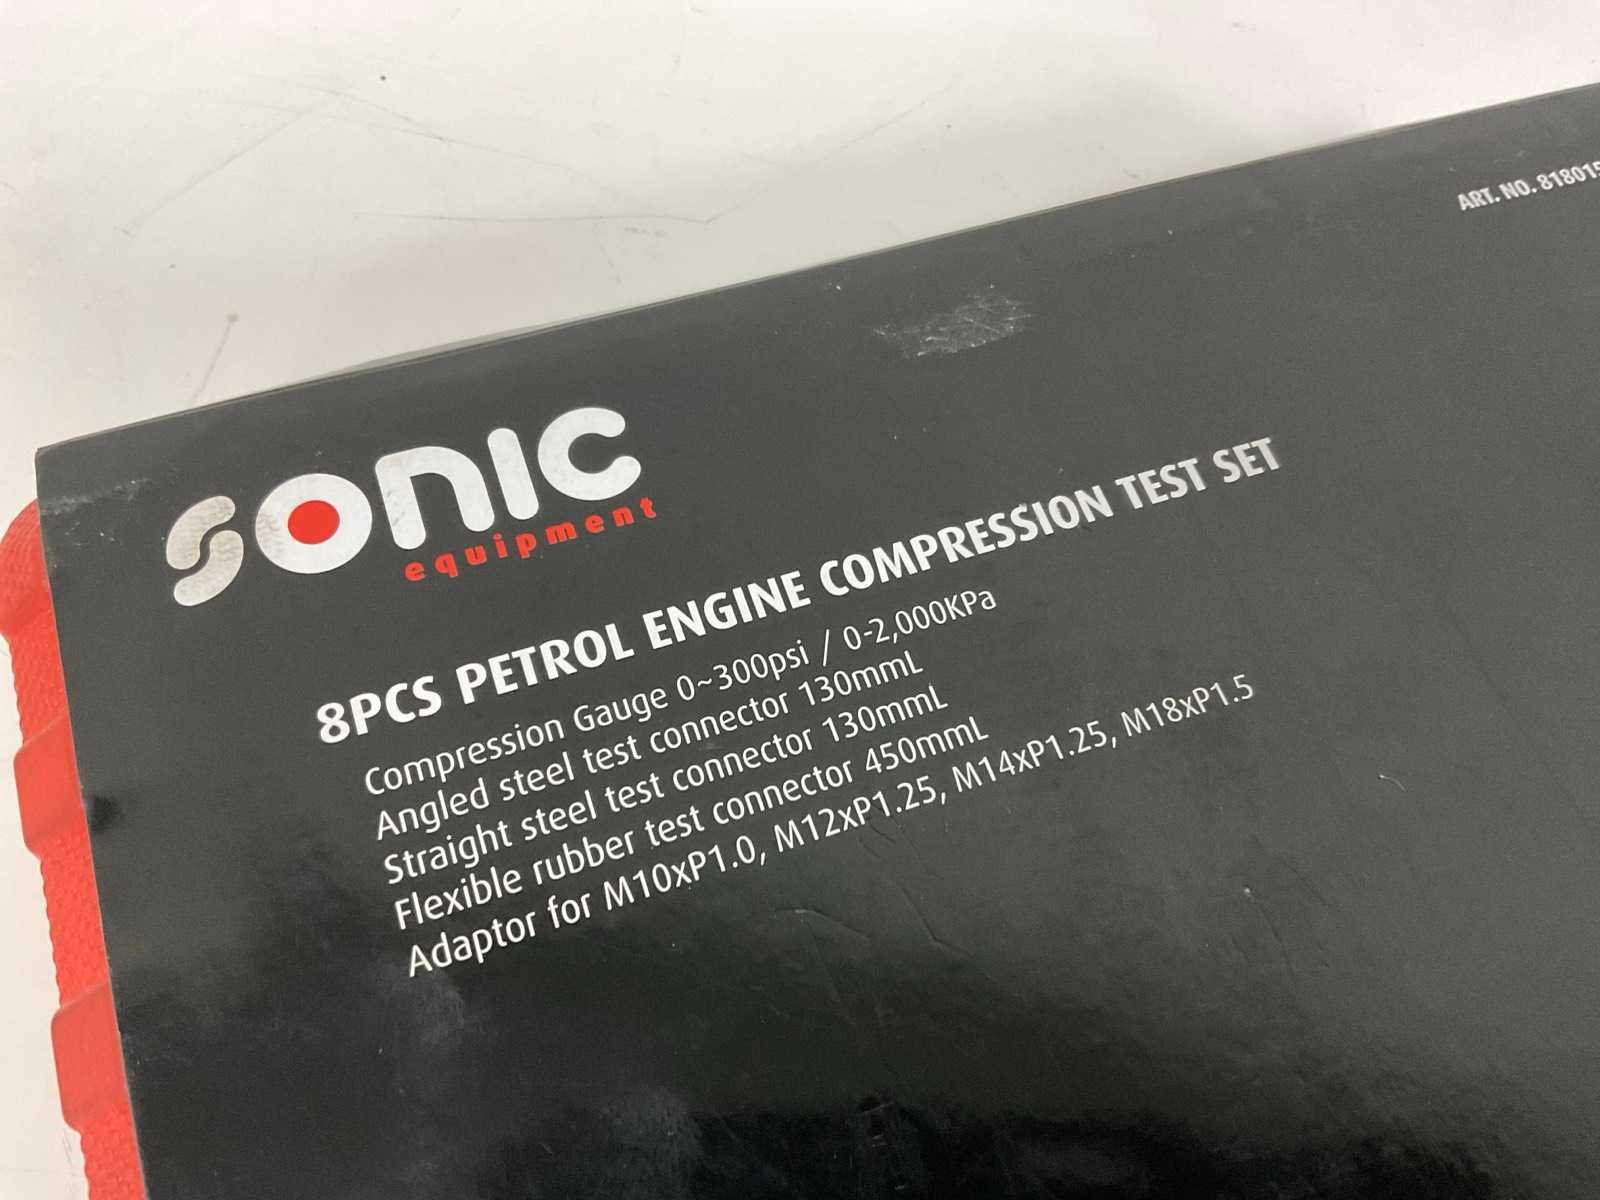 ART. NO. 818015
sonic
equipment
8PCS PETROL ENGINE COMPRESSION TEST SET
Compression Gauge 0~300psi / 0-2,000KPa
Angled steel test connector 130mmL
Straight steel test connector 130mmL
Flexible rubber test connector 450mmL
Adaptor for M10xP1.0, M12xP1.25, M14xP1.25, M18xP1.5